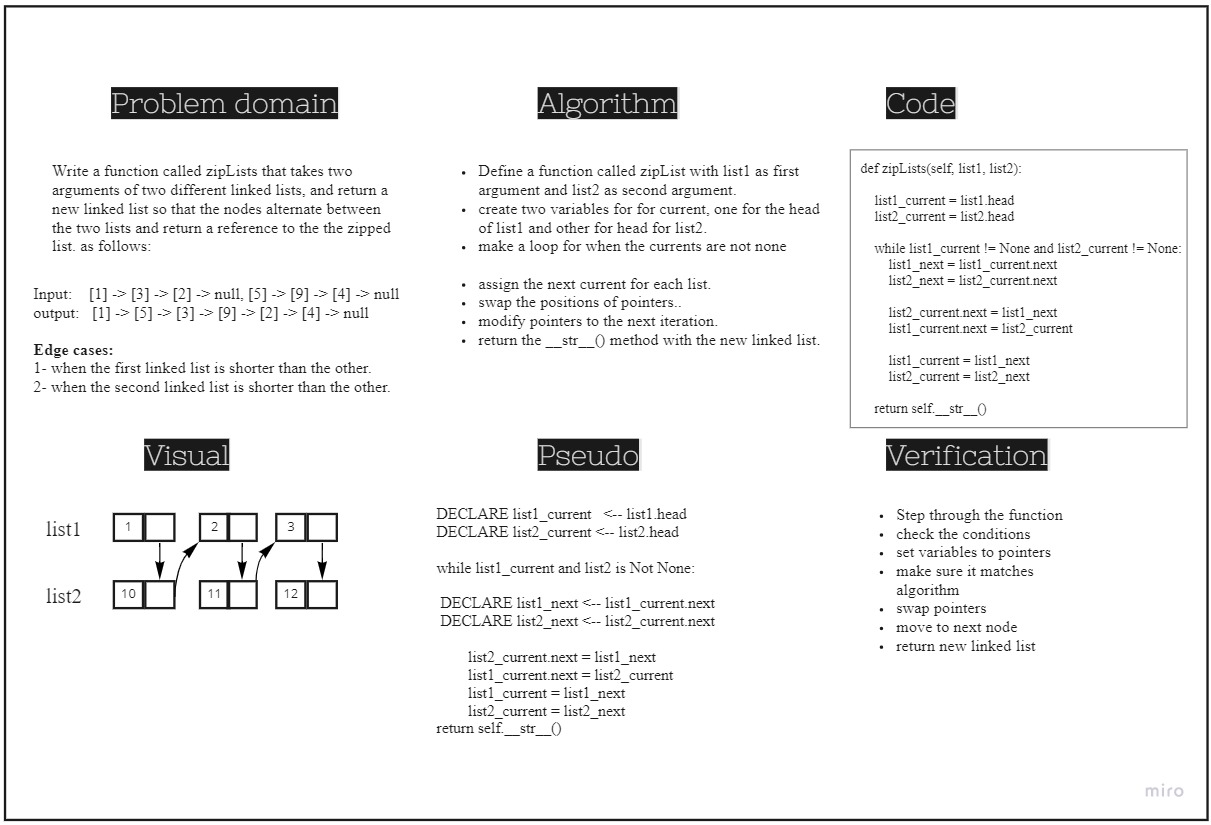 Problem domain
Write a function called zipLists that takes two
arguments of two different linked lists, and return a
new linked list so that the nodes alternate between
the two lists and return a reference to the the zipped
list. as follows:
Input: [1] -> [3] -> [2] -> null, [5] -> [9] -> [4] -> null
output: [1] -> [5] -> [3] -> [9] -> [2] -> [4] -> null
Edge cases:
1- when the first linked list is shorter than the other.
2- when the second linked list is shorter than the other.
Algorithm
• Define a function called zipList with list1 as first
argument and list2 as second argument.
• create two variables for for current, one for the head
of list1 and other for head for list2.
• make a loop for when the currents are not none
• assign the next current for each list.
• swap the positions of pointers..
• modify pointers to the next iteration.
• return the __str__() method with the new linked list.
Code
def zipLists(self, list1, list2):
list1_current = list1.head
list2_current = list2.head
while list1_current != None and list2_current != None:
list1_next = list1_current.next
list2_next = list2_current.next
list2_current.next = list1_next
list1_current.next = list2_current
list1_current = list1_next
list2_current = list2_next
return self.__str__()
Visual
list1 1 2 3
list2 10 11 12
Pseudo
DECLARE list1_current <-- list1.head
DECLARE list2_current <-- list2.head
while list1_current and list2 is Not None:
DECLARE list1_next <-- list1_current.next
DECLARE list2_next <-- list2_current.next
list2_current.next = list1_next
list1_current.next = list2_current
list1_current = list1_next
list2_current = list2_next
return self.__str__()
Verification
• Step through the function
• check the conditions
• set variables to pointers
• make sure it matches
algorithm
• swap pointers
• move to next node
• return new linked list
miro